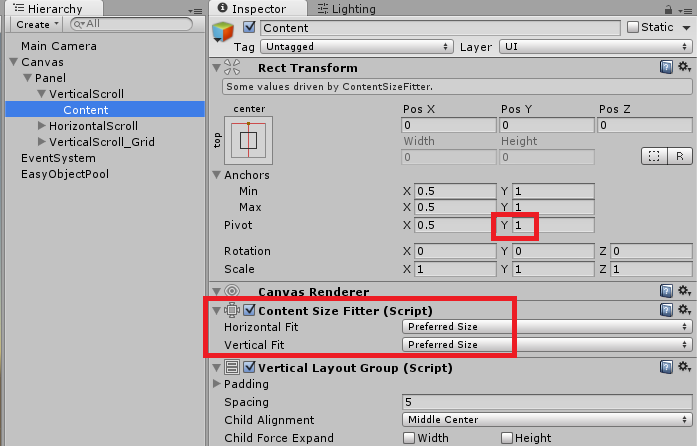 Hierarchy
Create
All
Main Camera
Canvas
Panel
VerticalScroll
Content
HorizontalScroll
VerticalScroll_Grid
EventSystem
EasyObjectPool
Inspector Lighting
Content Static
Tag Untagged Layer UI
Rect Transform
Some values driven by ContentSizeFitter.
center Pos X Pos Y Pos Z
top 0 0 0
Width Height
0 0 R
Anchors
Min X 0.5 Y 1
Max X 0.5 Y 1
Pivot X 0.5 Y 1
Rotation X 0 Y 0 Z 0
Scale X 1 Y 1 Z 1
Canvas Renderer
Content Size Fitter (Script)
Horizontal Fit Preferred Size
Vertical Fit Preferred Size
Vertical Layout Group (Script)
Padding
Spacing 5
Child Alignment Middle Center
Child Force Expand Width Height